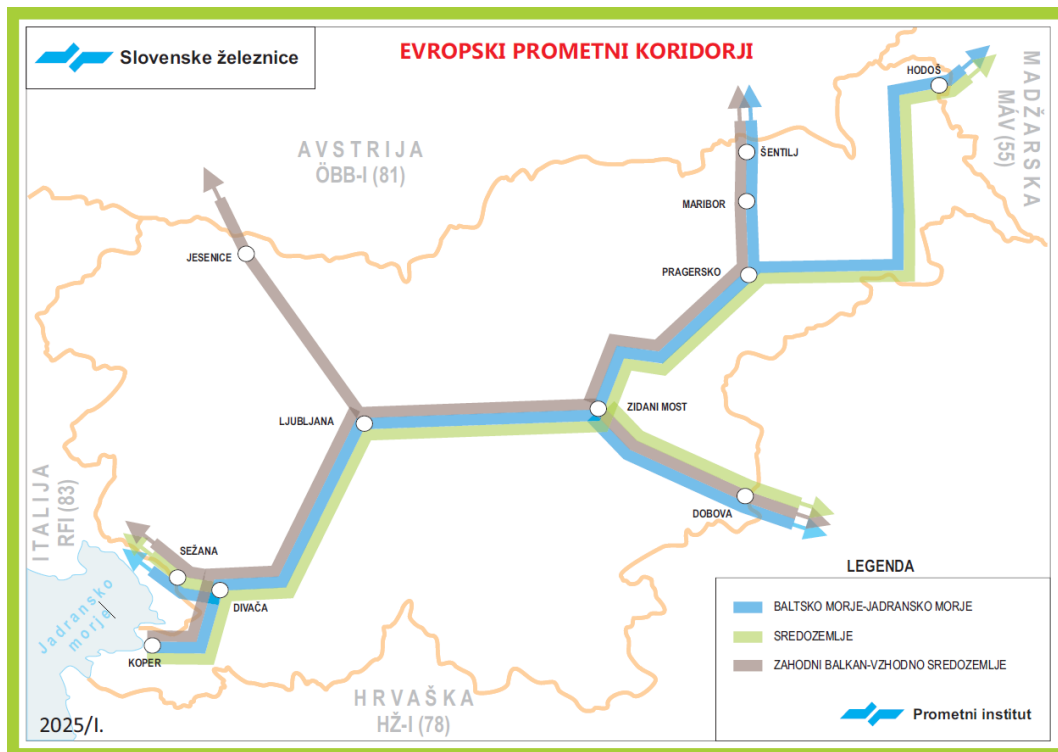 Slovenske železnice
EVROPSKI PROMETNI KORIDORJI
HODOŠ
MADŽARSKA
MÁV (55)
AVSTRIJA
ÖBB-I (81)
ŠENTILJ
MARIBOR
JESENICE
PRAGERSKO
LJUBLJANA
ZIDANI MOST
ITALIJA
RFI (83)
DOBOVA
SEŽANA
DIVAČA
Jadransko
morje
KOPER
HRVAŠKA
HŽ-I (78)
2025/I.
LEGENDA
BALTSKO MORJE-JADRANSKO MORJE
SREDOZEMLJE
ZAHODNI BALKAN-VZHODNO SREDOZEMLJE
Prometni institut